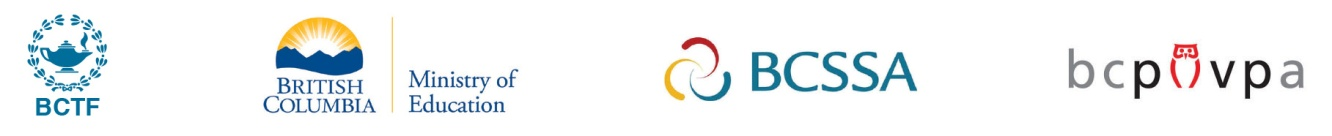 BCTF
BRITISH
COLUMBIA
Ministry of
Education
BCSSA
bcpvpa